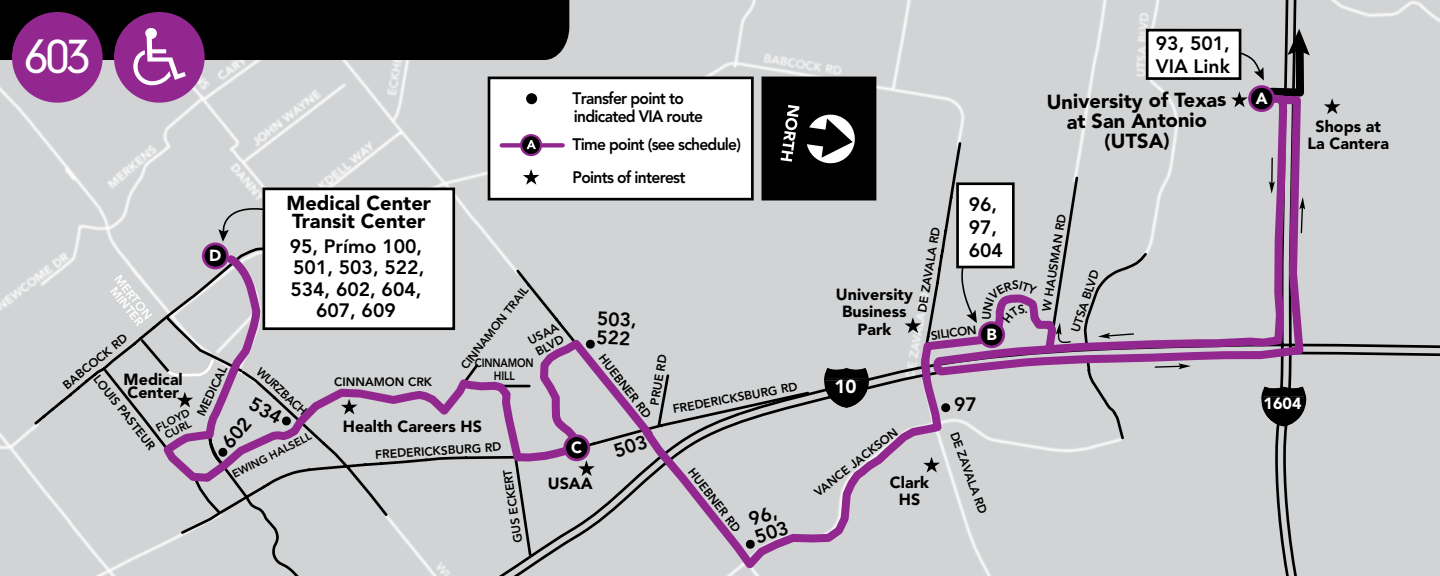 603
BABCOCK RD
UTSA BLVD
93, 501,
VIA Link
A
University of Texas
at San Antonio
(UTSA)
Shops at
La Cantera
Transfer point to
indicated VIA route
A
Time point (see schedule)
Points of interest
NORTH
JOHN WAYNE
MERKENS
DANNY
NEWCOME DR
MERTON
MINTER
Medical Center
Transit Center
95, Prímo 100,
501, 503, 522,
534, 602, 604,
607, 609
D
96,
97,
604
DE ZAVALA RD
W HAUSMAN RD
UTSA BLVD
UNIVERSITY
HTS.
SILICON
B
University
Business
Park
BABCOCK RD
LOUIS PASTEUR
Medical
Center
FLOYD
CURL
MEDICAL
WURZBACH
534
602
EWING HALSELL
CINNAMON CRK
Health Careers HS
CINNAMON TRAIL
CINNAMON
HILL
USAA
BLVD
503,
522
HUEBNER RD
PRUE RD
FREDERICKSBURG RD
10
1604
FREDERICKSBURG RD
C
USAA
503
GUS ECKERT
HUEBNER RD
96,
503
VANCE JACKSON
97
DE ZAVALA RD
Clark
HS